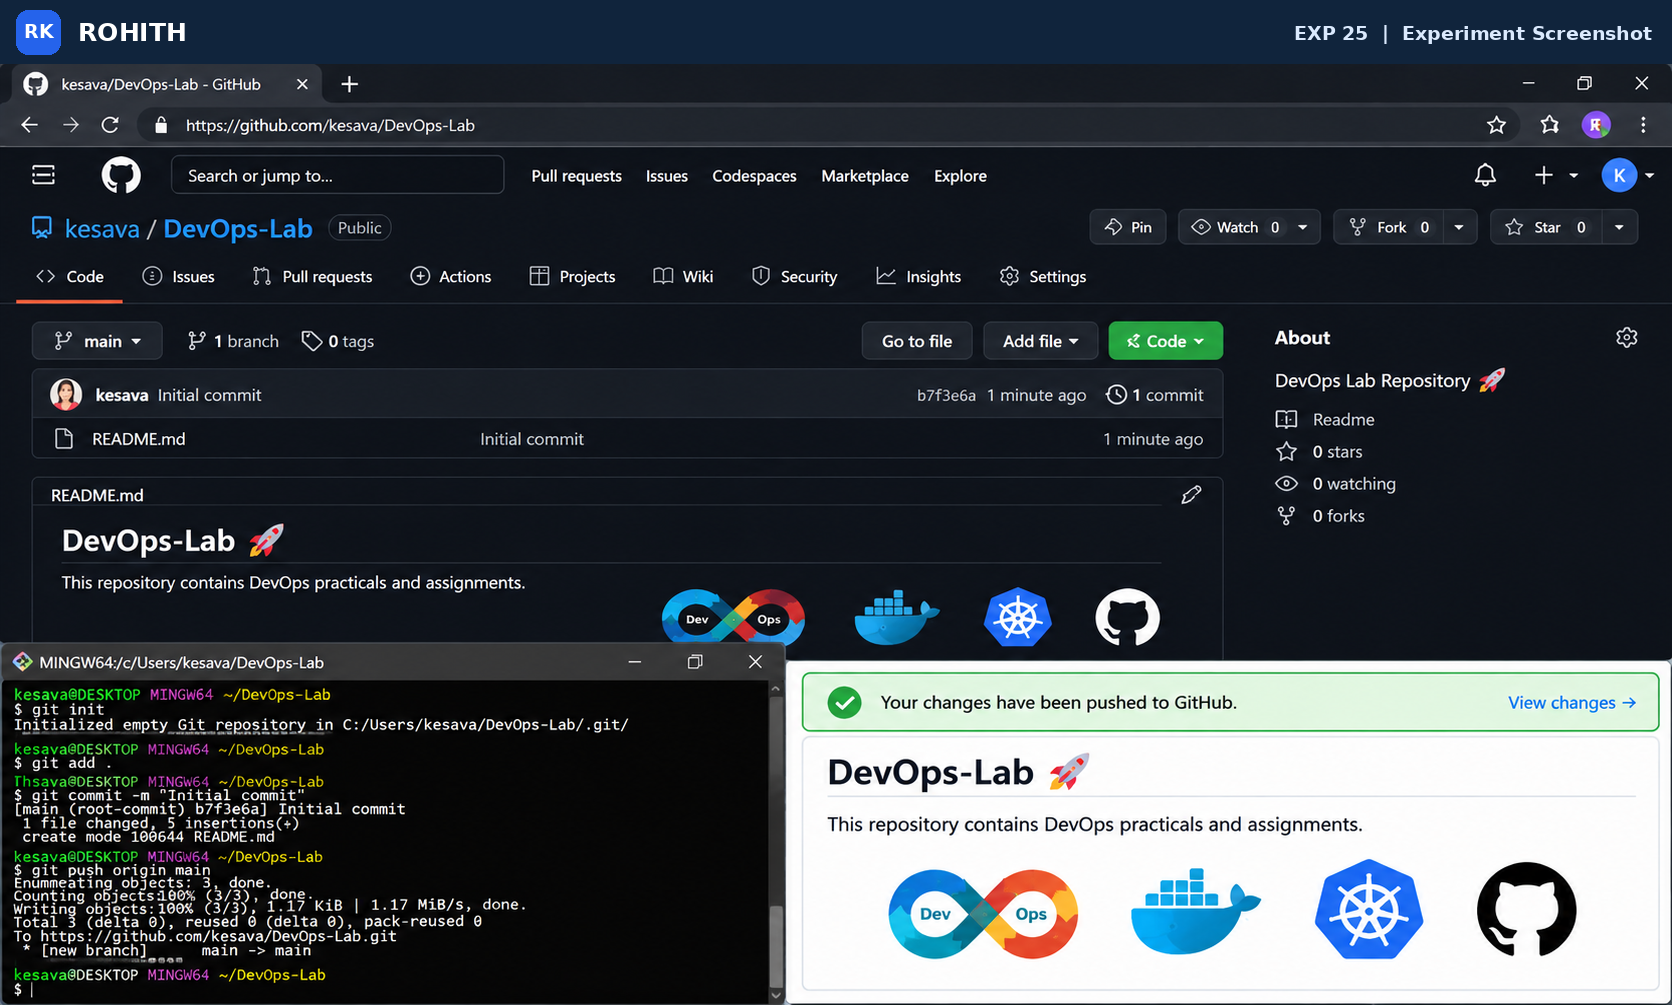 RK ROHITH
EXP 25 | Experiment Screenshot
kesava/DevOps-Lab - GitHub
https://github.com/kesava/DevOps-Lab
R
Search or jump to...
Pull requests Issues Codespaces Marketplace Explore
K
kesava / DevOps-Lab Public
Pin Watch 0 Fork 0 Star 0
Code Issues Pull requests Actions Projects Wiki Security Insights Settings
main 1 branch 0 tags Go to file Add file Code
kesava Initial commit b7f3e6a 1 minute ago 1 commit
README.md Initial commit 1 minute ago
README.md
DevOps-Lab 🚀
This repository contains DevOps practicals and assignments.
Dev Ops
About
DevOps Lab Repository 🚀
Readme
0 stars
0 watching
0 forks
MINGW64:/c/Users/kesava/DevOps-Lab
kesava@DESKTOP MINGW64 ~/DevOps-Lab
$ git init
Initialized empty Git repository in C:/Users/kesava/DevOps-Lab/.git/
kesava@DESKTOP MINGW64 ~/DevOps-Lab
$ git add .
Thsava@DESKTOP MINGW64 ~/DevOps-Lab
$ git commit -m "Initial commit"
[main (root-commit) b7f3e6a] Initial commit
1 file changed, 5 insertions(+)
create mode 100644 README.md
kesava@DESKTOP MINGW64 ~/DevOps-Lab
$ git push origin main
Enummeating objects: 3, done.
Counting objects:100% (3/3), done.
Writing objects:100% (3/3), 1.17 KiB | 1.17 MiB/s, done.
Total 3 (delta 0), reused 0 (delta 0), pack-reused 0
To https://github.com/kesava/DevOps-Lab.git
* [new branch] main -> main
kesava@DESKTOP MINGW64 ~/DevOps-Lab
$
Your changes have been pushed to GitHub. View changes →
DevOps-Lab 🚀
This repository contains DevOps practicals and assignments.
Dev Ops